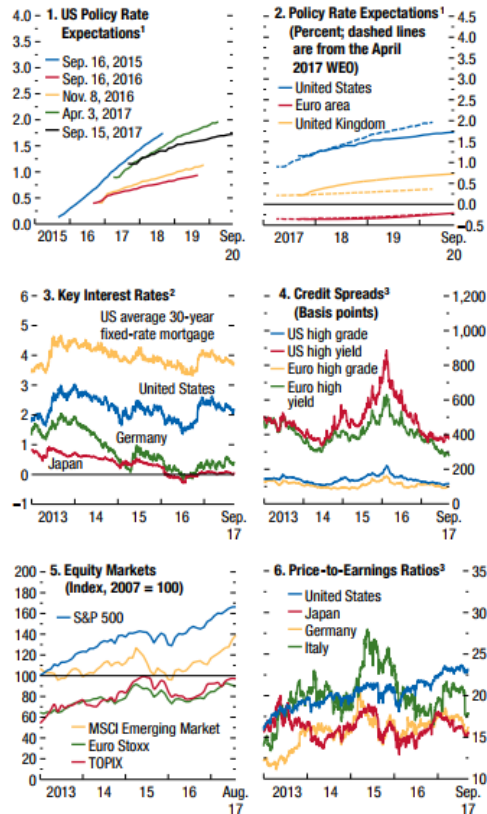 1. US Policy Rate
Expectations¹
4.0
3.5
3.0
2.5
2.0
1.5
1.0
0.5
0.0
Sep. 16, 2015
Sep. 16, 2016
Nov. 8, 2016
Apr. 3, 2017
Sep. 15, 2017
2015 16 17 18 19 Sep.
20
2. Policy Rate Expectations¹
(Percent; dashed lines
are from the April
2017 WEO)
4.5
4.0
3.5
3.0
2.5
2.0
1.5
1.0
0.5
0.0
–0.5
United States
Euro area
United Kingdom
2017 18 19 Sep.
20
3. Key Interest Rates²
6
5
4
3
2
1
0
–1
US average 30-year
fixed-rate mortgage
United States
Germany
Japan
2013 14 15 16 Sep.
17
4. Credit Spreads³
(Basis points)
1,200
1,000
800
600
400
200
0
US high grade
US high yield
Euro high grade
Euro high
yield
2013 14 15 16 Sep.
17
5. Equity Markets
(Index, 2007 = 100)
200
180
160
140
120
100
80
60
40
20
0
S&P 500
MSCI Emerging Market
Euro Stoxx
TOPIX
2013 14 15 16 Aug.
17
6. Price-to-Earnings Ratios³
35
30
25
20
15
10
United States
Japan
Germany
Italy
2013 14 15 16 Sep.
17